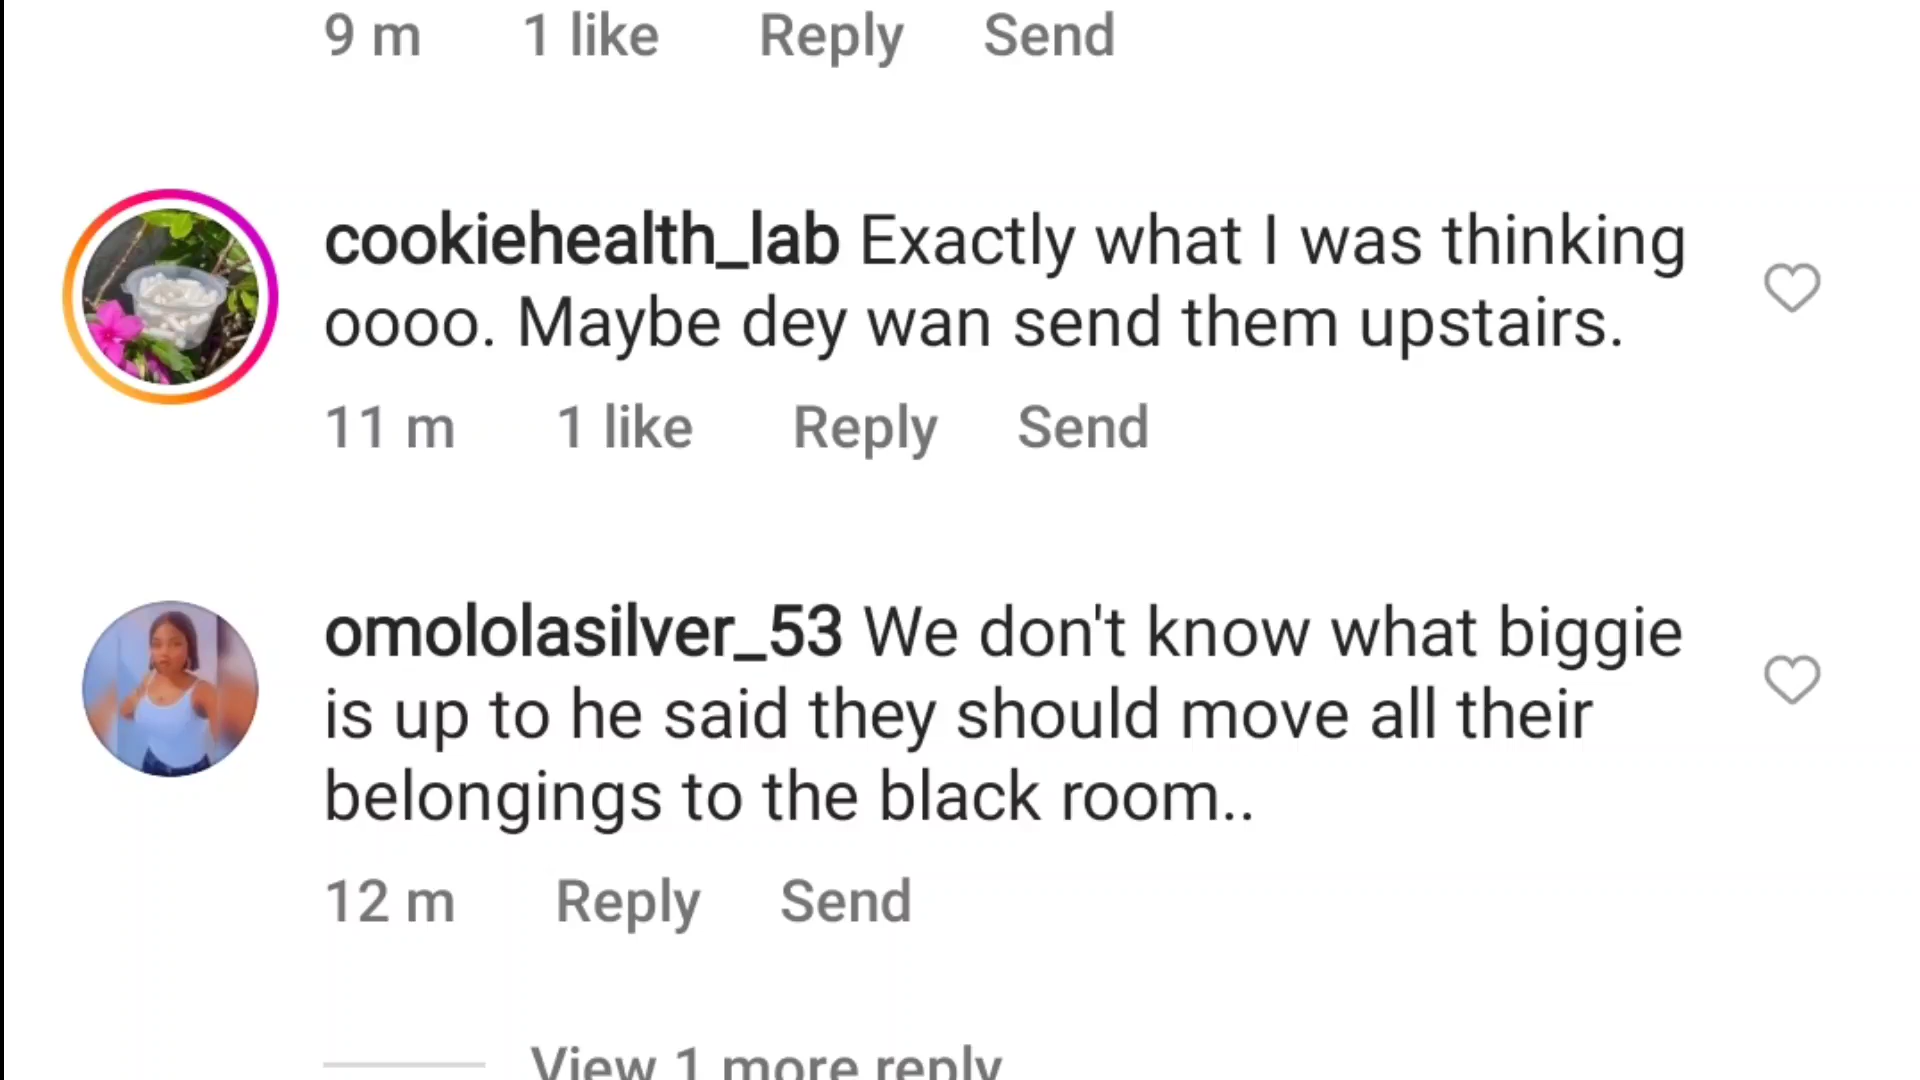 9 m 1 like Reply Send
cookiehealth_lab Exactly what I was thinking
oooo. Maybe dey wan send them upstairs.
11 m 1 like Reply Send
omololasilver_53 We don't know what biggie
is up to he said they should move all their
belongings to the black room..
12 m Reply Send
View 1 more reply